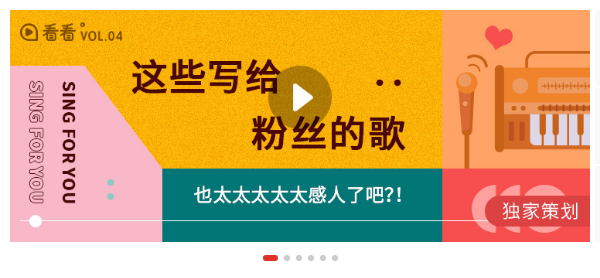 看看 VOL.04
这些写给
粉丝的歌
SING FOR YOU
SING FOR YOU
也太太太太太感人了吧?!
独家策划